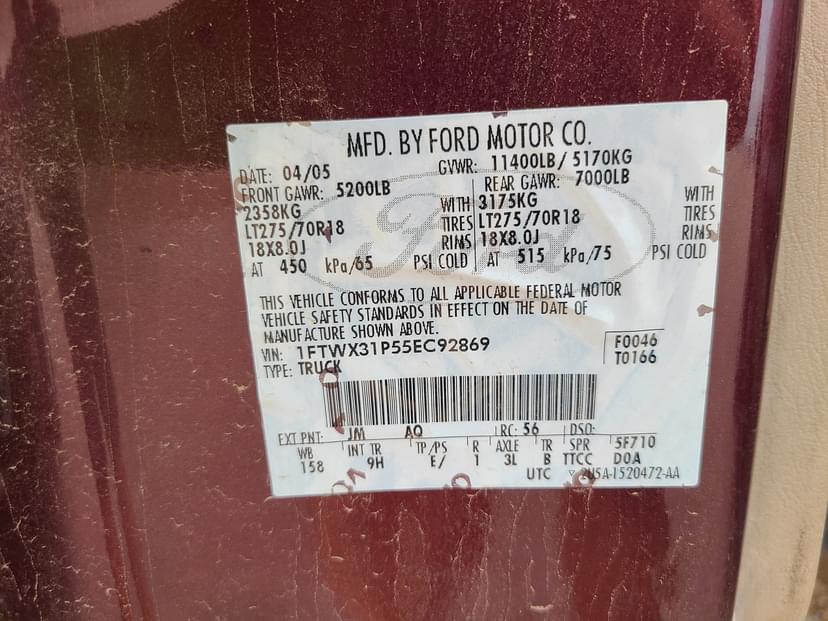 MFD. BY FORD MOTOR CO.
DATE: 04/05 GVWR: 11400LB/ 5170KG
FRONT GAWR: 5200LB REAR GAWR: 7000LB
2358KG WITH 3175KG WITH
LT275/70R18 TIRES LT275/70R18 TIRES
18X8.0J RIMS 18X8.0J RIMS
AT 450 kPa/65 PSI COLD AT 515 kPa/75 PSI COLD
Ford
THIS VEHICLE CONFORMS TO ALL APPLICABLE FEDERAL MOTOR
VEHICLE SAFETY STANDARDS IN EFFECT ON THE DATE OF
MANUFACTURE SHOWN ABOVE.
VIN: 1FTWX31P55EC92869 F0046
TYPE: TRUCK T0166
EXT PNT: JM AQ RC: 56 DSO:
WB INT TR TP/PS R AXLE TR SPR 5F710
158 9H E/ 1 3L B TTCC D0A
UTC 5U5A-1520472-AA